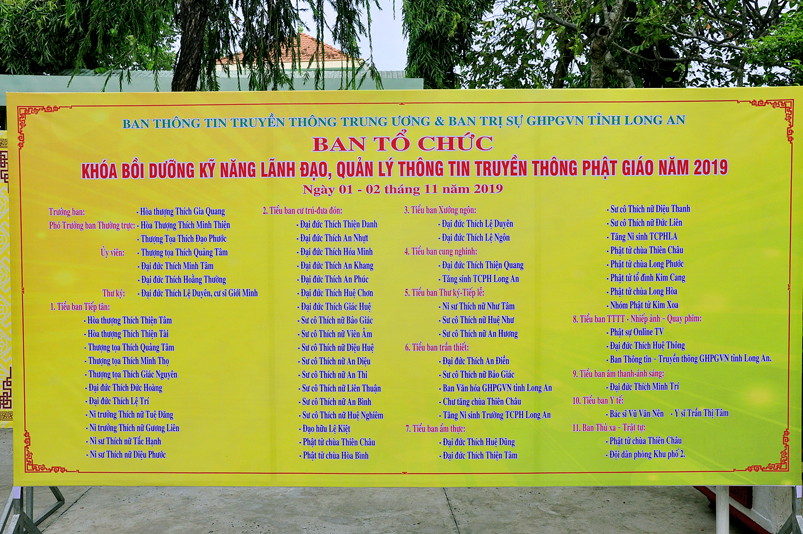 BAN THÔNG TIN TRUYỀN THÔNG TRUNG ƯƠNG & BAN TRỊ SỰ GHPGVN TỈNH LONG AN
BAN TỔ CHỨC
KHÓA BỒI DƯỠNG KỸ NĂNG LÃNH ĐẠO, QUẢN LÝ THÔNG TIN TRUYỀN THÔNG PHẬT GIÁO NĂM 2019
Ngày 01 - 02 tháng 11 năm 2019
Trưởng ban: - Hòa thượng Thích Gia Quang
Phó Trưởng ban Thường trực: - Hòa Thượng Thích Minh Thiện
- Thượng Tọa Thích Đạo Phước
Ủy viên: - Thượng tọa Thích Quảng Tâm
- Đại đức Thích Minh Tâm
- Đại đức Thích Hoằng Thường
Thư ký: - Đại đức Thích Lệ Duyên, cư sĩ Giới Minh
1. Tiểu ban Tiếp tân:
- Hòa thượng Thích Thiện Tâm
- Hòa thượng Thích Thiện Tài
- Thượng tọa Thích Quảng Tâm
- Thượng tọa Thích Minh Thọ
- Thượng tọa Thích Giác Nguyên
- Đại đức Thích Đức Hoàng
- Đại đức Thích Lệ Trí
- Ni trưởng Thích nữ Tuệ Đăng
- Ni trưởng Thích nữ Gương Liên
- Ni sư Thích nữ Tắc Hạnh
- Ni sư Thích nữ Diệu Phước
2. Tiểu ban cư trú-đưa đón:
- Đại đức Thích Thiện Danh
- Đại đức Thích An Nhựt
- Đại đức Thích Hỏa Minh
- Đại đức Thích An Khang
- Đại đức Thích An Phúc
- Đại đức Thích Huệ Chơn
- Đại đức Thích Giác Huệ
- Sư cô Thích nữ Bảo Giác
- Sư cô Thích nữ Viên Âm
- Sư cô Thích nữ Diệu Huệ
- Sư cô Thích nữ An Diệu
- Sư cô Thích nữ An Thi
- Sư cô Thích nữ Liên Thuận
- Sư cô Thích nữ An Bình
- Sư cô Thích nữ Huệ Nghiêm
- Đạo hữu Lệ Kiệt
- Phật tử chùa Thiên Châu
- Phật tử chùa Hòa Bình
3. Tiểu ban Xướng ngôn:
- Đại đức Thích Lệ Duyên
- Đại đức Thích Lệ Ngôn
4. Tiểu ban cung nghinh:
- Đại đức Thích Thiện Quang
- Tăng sinh TCPH Long An
5. Tiểu ban Thư ký-Tiếp lễ:
- Ni sư Thích nữ Như Tâm
- Sư cô Thích nữ Huệ Như
- Sư cô Thích nữ An Hương
6. Tiểu ban trần thiết:
- Đại đức Thích An Điền
- Sư cô Thích nữ Bảo Giác
- Ban Văn hóa GHPGVN tỉnh Long An
- Chư tăng chùa Thiên Châu
- Tăng Ni sinh Trường TCPH Long An
7. Tiểu ban ẩm thực:
- Đại đức Thích Huệ Dũng
- Đại đức Thích Thiện Tâm
- Sư cô Thích nữ Diệu Thanh
- Sư cô Thích nữ Đức Liên
- Tăng Ni sinh TCPHLA
- Phật tử chùa Thiên Châu
- Phật tử chùa Long Phước
- Phật tử tổ đình Kim Cang
- Phật tử chùa Long Hòa
- Nhóm Phật tử Kim Xoa
8. Tiểu ban TTTT - Nhiếp ảnh - Quay phim:
- Phật sự Online TV
- Đại đức Thích Huệ Thông
- Ban Thông tin - Truyền thông GHPGVN tỉnh Long An.
9. Tiểu ban âm thanh-ánh sáng:
- Đại đức Thích Minh Trí
10. Tiểu Ban Y tế:
- Bác sĩ Vũ Văn Nên - Y sĩ Trần Thị Tâm
11. Ban Thủ xa - Trật tự:
- Phật tử chùa Thiên Châu
- Đội dân phòng Khu phố 2.